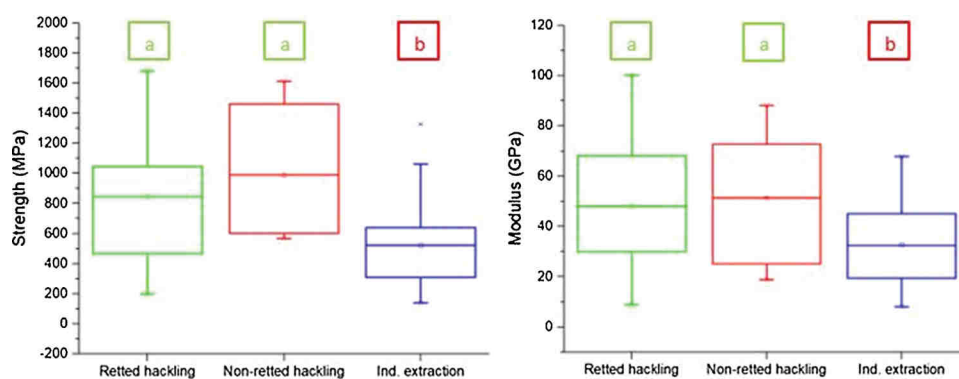 2000
1800
1600
1400
1200
1000
800
600
400
200
0
-200
Strength (MPa)
a
a
b
Retted hackling
Non-retted hackling
Ind. extraction
120
100
80
60
40
20
0
Modulus (GPa)
a
a
b
Retted hackling
Non-retted hackling
Ind. extraction